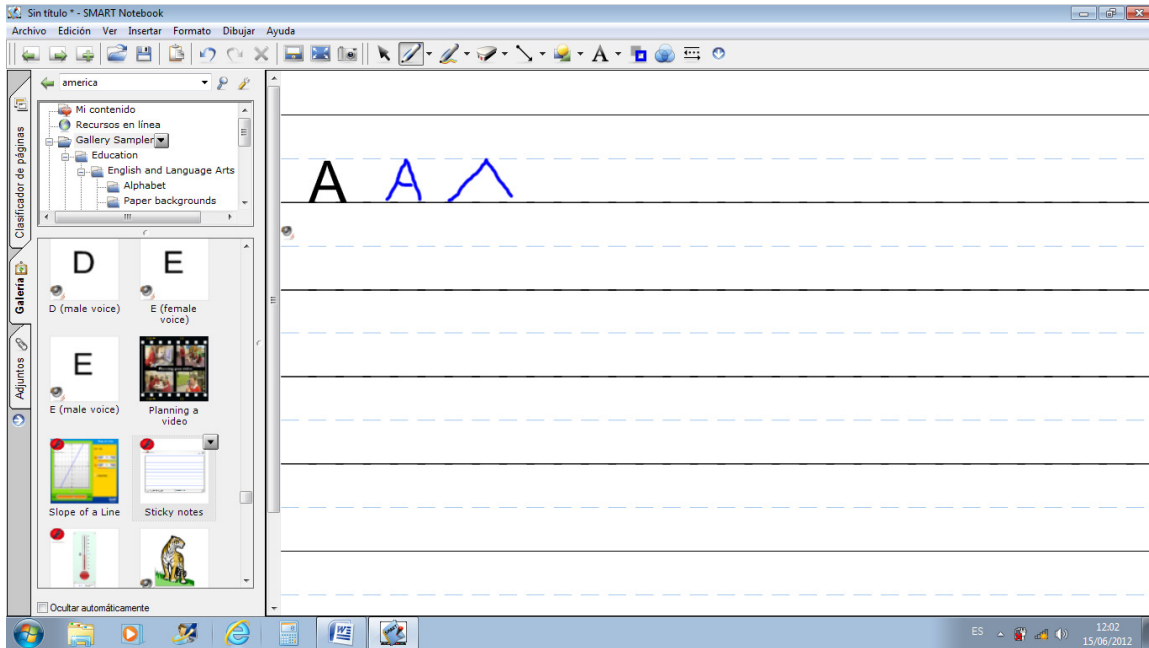 Sin título * - SMART Notebook
Archivo Edición Ver Insertar Formato Dibujar Ayuda
america
Mi contenido
Recursos en línea
Gallery Sampler
Education
English and Language Arts
Alphabet
Paper backgrounds
Clasificador de páginas
Galería
Adjuntos
D
E
D (male voice)
E (female voice)
E
E (male voice)
Planning a video
Slope of a Line
Sticky notes
Ocultar automáticamente
A A
ES
12:02
15/06/2012